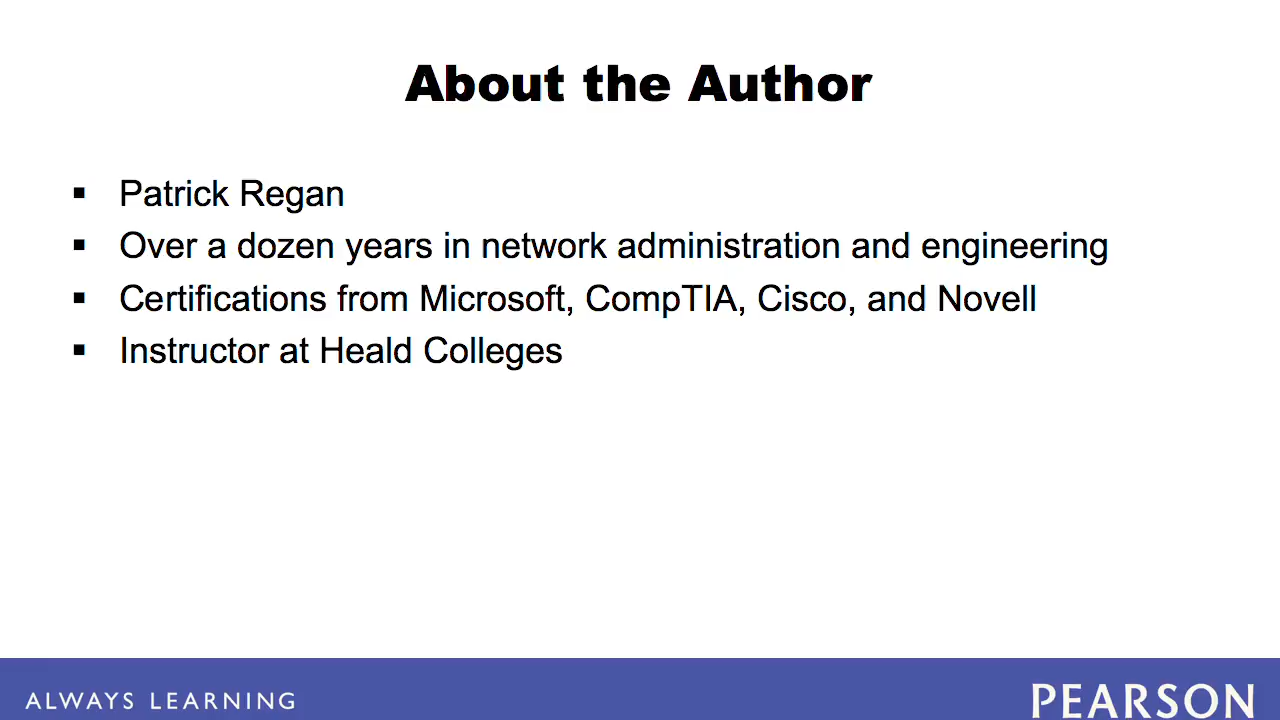 About the Author
▪ Patrick Regan
▪ Over a dozen years in network administration and engineering
▪ Certifications from Microsoft, CompTIA, Cisco, and Novell
▪ Instructor at Heald Colleges
ALWAYS LEARNING
PEARSON